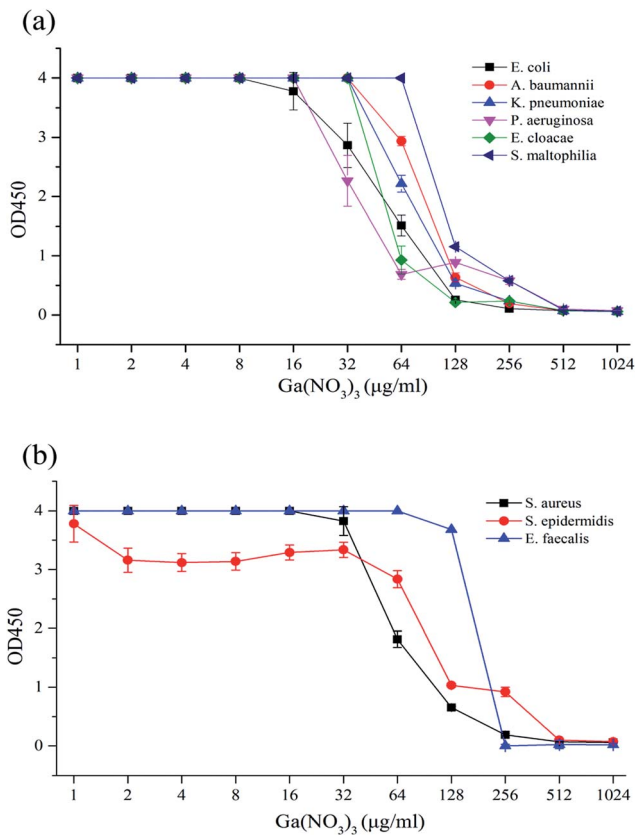 (a)
E. coli
A. baumannii
K. pneumoniae
P. aeruginosa
E. cloacae
S. maltophilia
OD450
4
3
2
1
0
1 2 4 8 16 32 64 128 256 512 1024
Ga(NO₃)₃ (μg/ml)
(b)
S. aureus
S. epidermidis
E. faecalis
OD450
4
3
2
1
0
1 2 4 8 16 32 64 128 256 512 1024
Ga(NO₃)₃ (μg/ml)